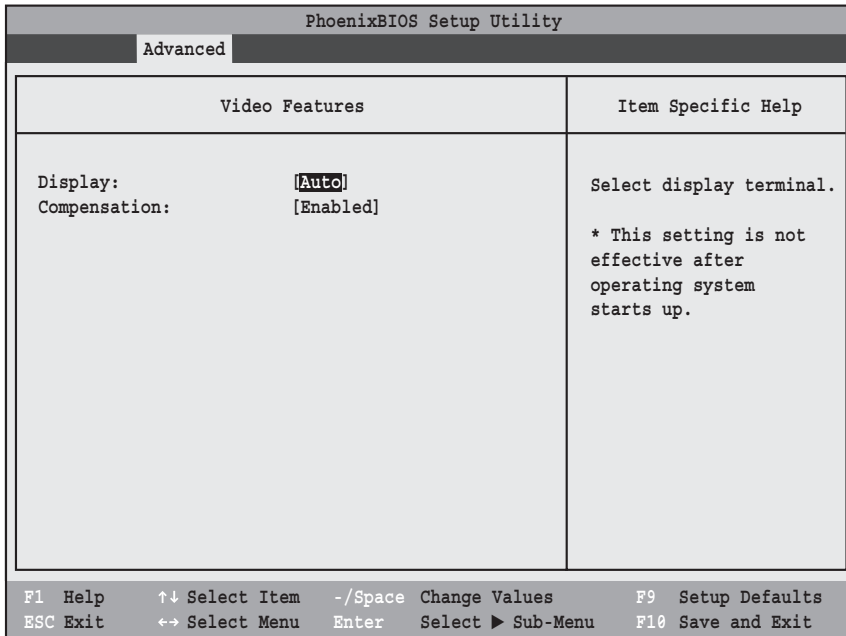 PhoenixBIOS Setup Utility
Advanced
Video Features
Item Specific Help
Display: [Auto]
Compensation: [Enabled]
Select display terminal.
* This setting is not
effective after
operating system
starts up.
F1 Help ↑↓ Select Item -/Space Change Values F9 Setup Defaults
ESC Exit ←→ Select Menu Enter Select ▶ Sub-Menu F10 Save and Exit